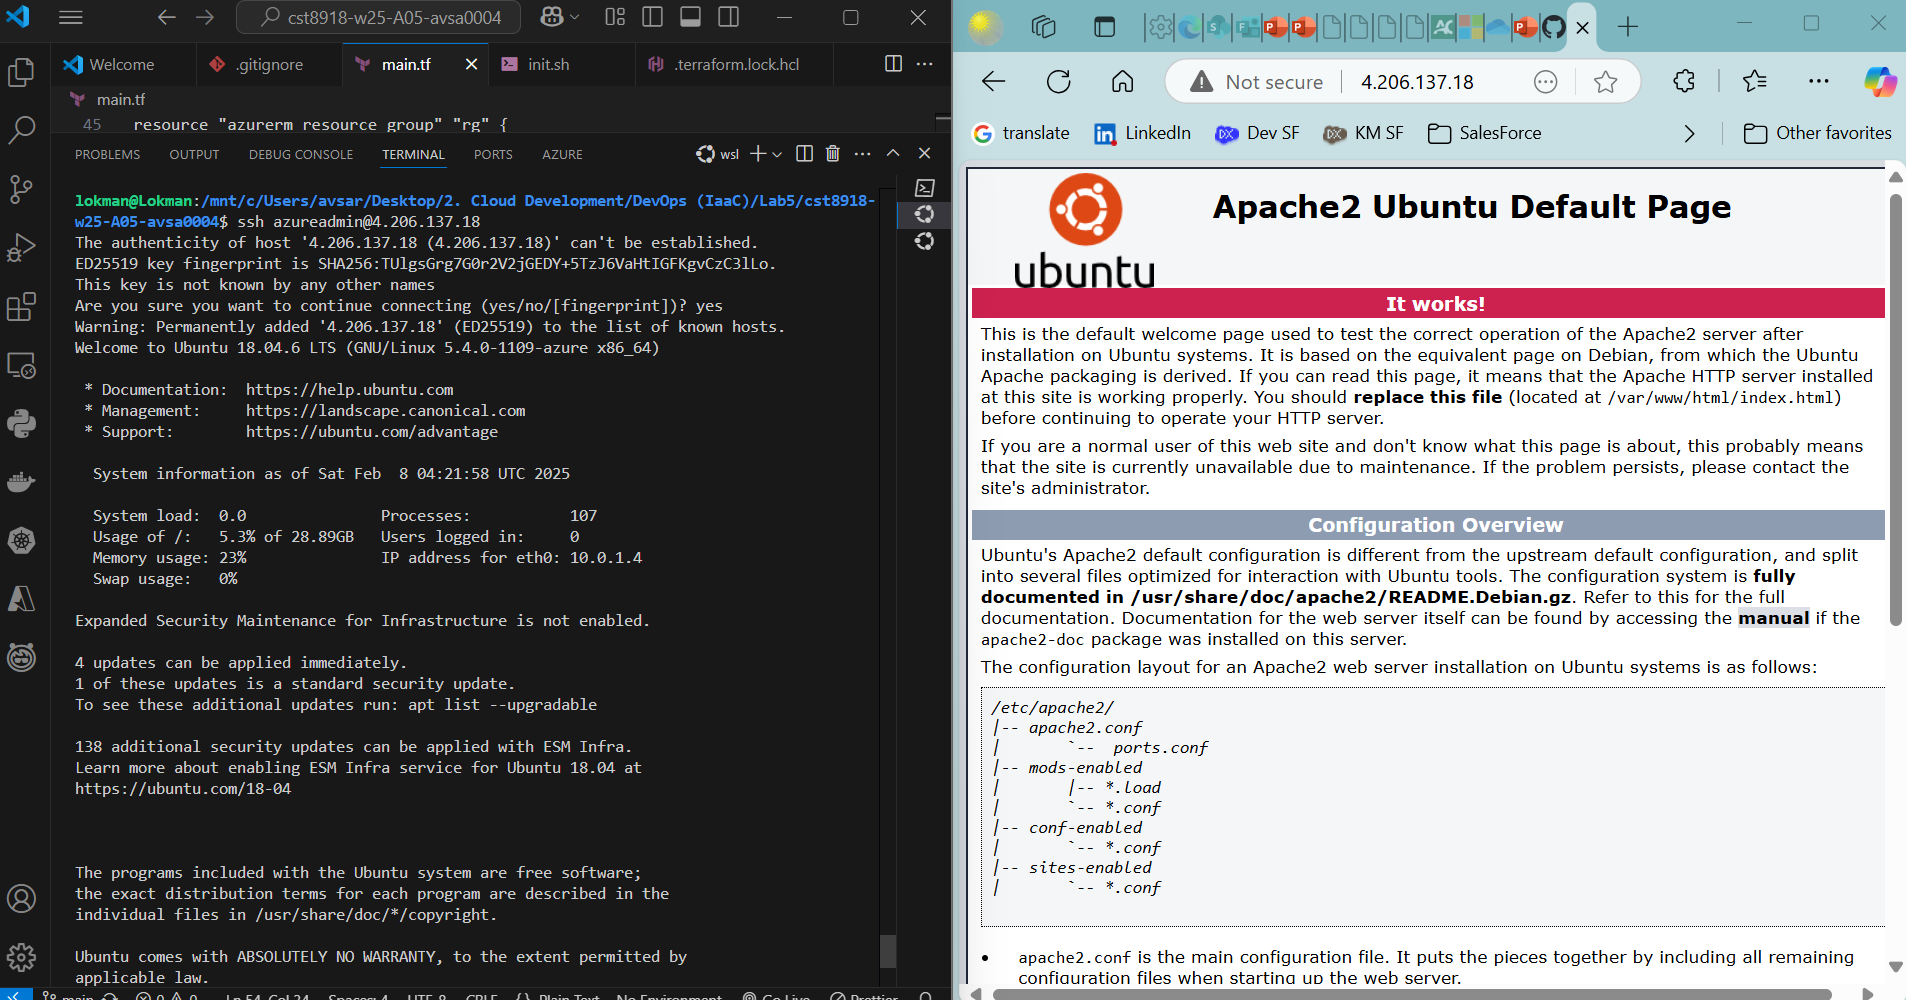 cst8918-w25-A05-avsa0004
Welcome
.gitignore
main.tf
init.sh
.terraform.lock.hcl
main.tf
45 resource "azurerm_resource_group" "rg" {
PROBLEMS OUTPUT DEBUG CONSOLE TERMINAL PORTS AZURE
wsl
lokman@Lokman:/mnt/c/Users/avsar/Desktop/2. Cloud Development/DevOps (IaaC)/Lab5/cst8918-
w25-A05-avsa0004$ ssh azureadmin@4.206.137.18
The authenticity of host '4.206.137.18 (4.206.137.18)' can't be established.
ED25519 key fingerprint is SHA256:TUlgsGrg7G0r2V2jGEDY+5TzJ6VaHtIGFKgvCzC3lLo.
This key is not known by any other names
Are you sure you want to continue connecting (yes/no/[fingerprint])? yes
Warning: Permanently added '4.206.137.18' (ED25519) to the list of known hosts.
Welcome to Ubuntu 18.04.6 LTS (GNU/Linux 5.4.0-1109-azure x86_64)
* Documentation: https://help.ubuntu.com
* Management: https://landscape.canonical.com
* Support: https://ubuntu.com/advantage
System information as of Sat Feb 8 04:21:58 UTC 2025
System load: 0.0 Processes: 107
Usage of /: 5.3% of 28.89GB Users logged in: 0
Memory usage: 23% IP address for eth0: 10.0.1.4
Swap usage: 0%
Expanded Security Maintenance for Infrastructure is not enabled.
4 updates can be applied immediately.
1 of these updates is a standard security update.
To see these additional updates run: apt list --upgradable
138 additional security updates can be applied with ESM Infra.
Learn more about enabling ESM Infra service for Ubuntu 18.04 at
https://ubuntu.com/18-04
The programs included with the Ubuntu system are free software;
the exact distribution terms for each program are described in the
individual files in /usr/share/doc/*/copyright.
Ubuntu comes with ABSOLUTELY NO WARRANTY, to the extent permitted by
applicable law.
main 0 0 Ln 54, Col 34 Spaces: 4 UTF-8 CRLF {} Plain Text No Environment Go Live Prettier
Not secure 4.206.137.18
translate LinkedIn Dev SF KM SF SalesForce Other favorites
ubuntu
Apache2 Ubuntu Default Page
It works!
This is the default welcome page used to test the correct operation of the Apache2 server after
installation on Ubuntu systems. It is based on the equivalent page on Debian, from which the Ubuntu
Apache packaging is derived. If you can read this page, it means that the Apache HTTP server installed
at this site is working properly. You should replace this file (located at /var/www/html/index.html)
before continuing to operate your HTTP server.
If you are a normal user of this web site and don't know what this page is about, this probably means
that the site is currently unavailable due to maintenance. If the problem persists, please contact the
site's administrator.
Configuration Overview
Ubuntu's Apache2 default configuration is different from the upstream default configuration, and split
into several files optimized for interaction with Ubuntu tools. The configuration system is fully
documented in /usr/share/doc/apache2/README.Debian.gz. Refer to this for the full
documentation. Documentation for the web server itself can be found by accessing the manual if the
apache2-doc package was installed on this server.
The configuration layout for an Apache2 web server installation on Ubuntu systems is as follows:
/etc/apache2/
|-- apache2.conf
| `-- ports.conf
|-- mods-enabled
| |-- *.load
| `-- *.conf
|-- conf-enabled
| `-- *.conf
|-- sites-enabled
| `-- *.conf
• apache2.conf is the main configuration file. It puts the pieces together by including all remaining
configuration files when starting up the web server.